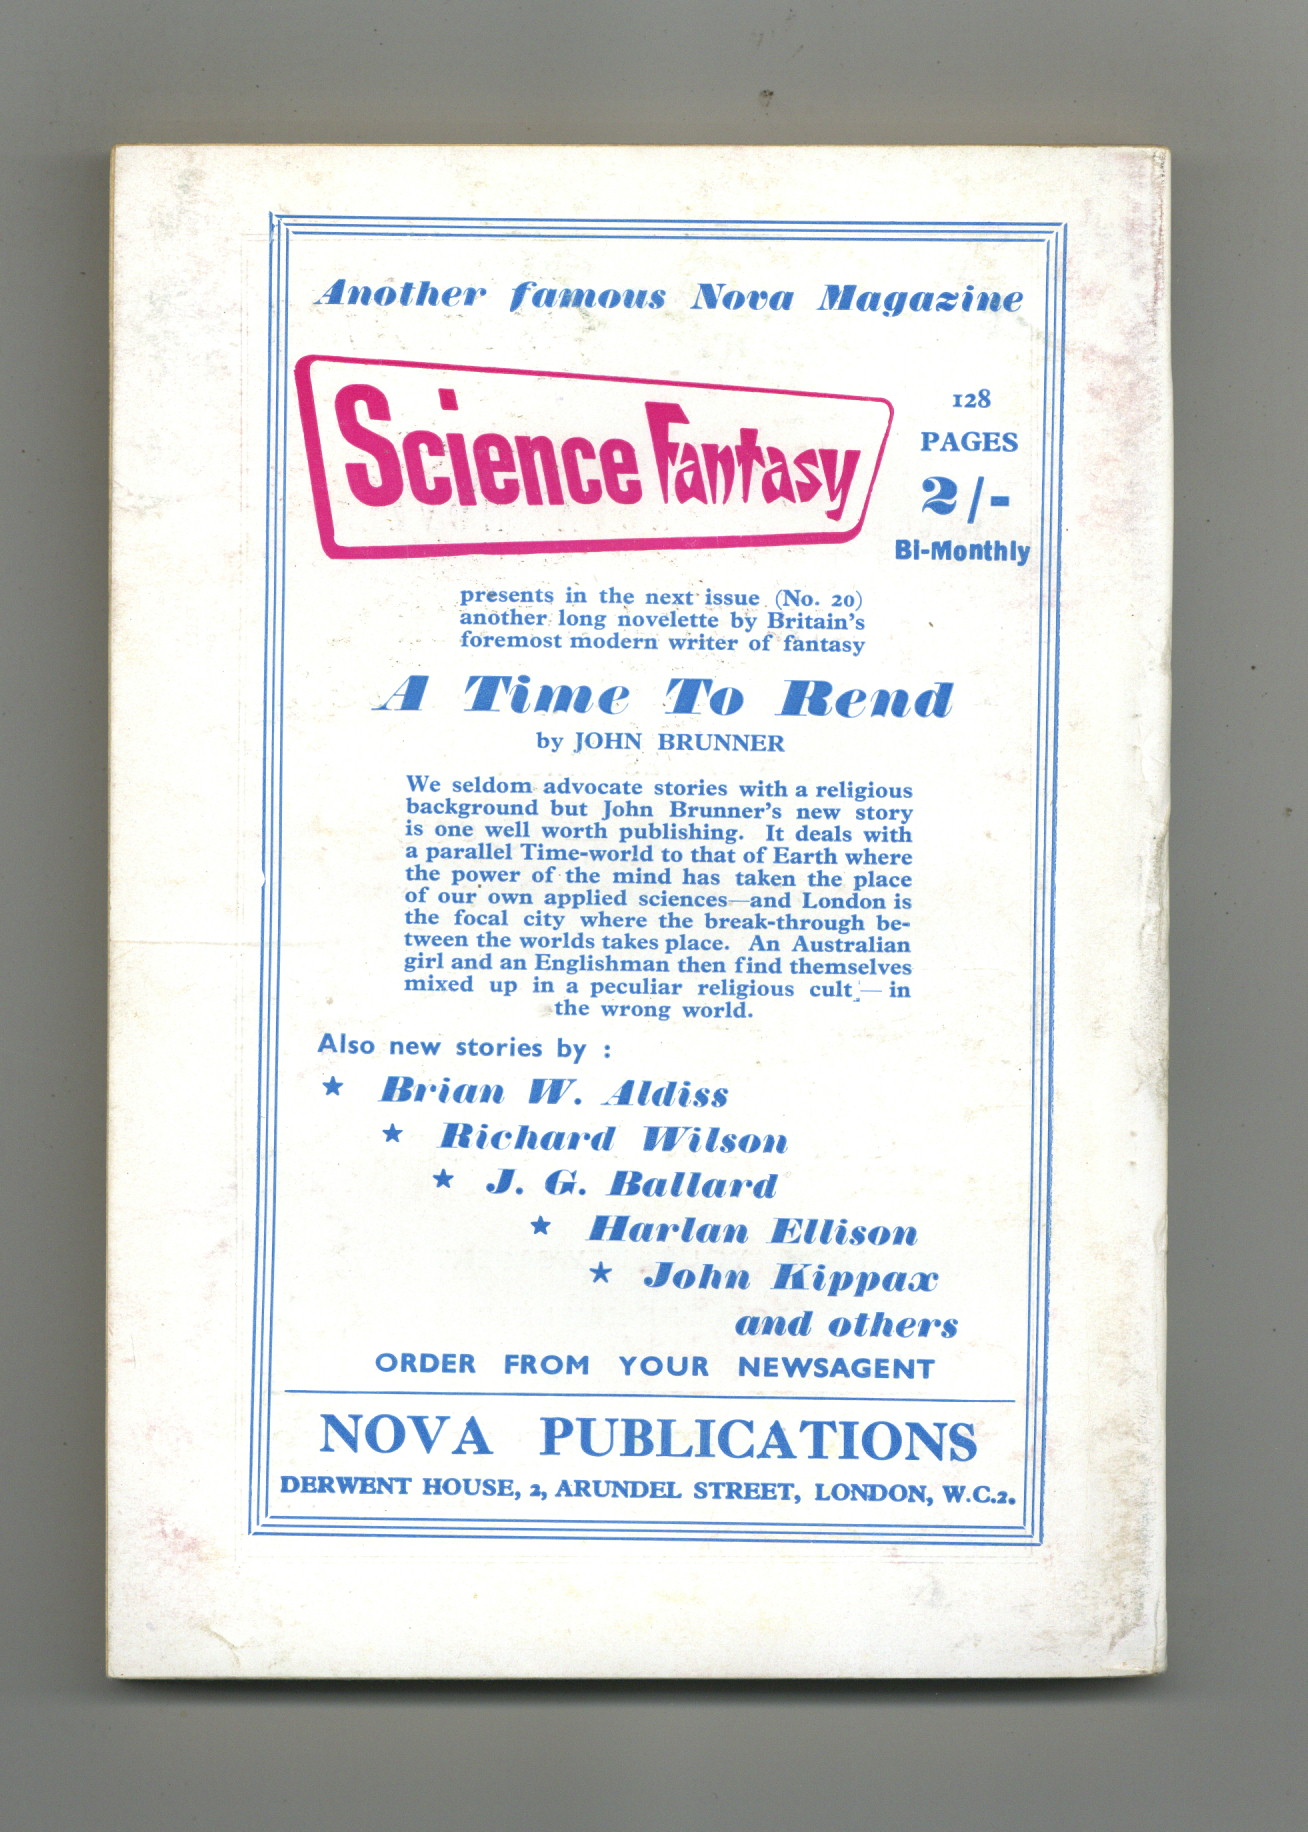 Another famous Nova Magazine
Science Fantasy
128
PAGES
2/-
Bi-Monthly
presents in the next issue (No. 20)
another long novelette by Britain's
foremost modern writer of fantasy
A Time To Rend
by JOHN BRUNNER
We seldom advocate stories with a religious
background but John Brunner's new story
is one well worth publishing. It deals with
a parallel Time-world to that of Earth where
the power of the mind has taken the place
of our own applied sciences—and London is
the focal city where the break-through be-
tween the worlds takes place. An Australian
girl and an Englishman then find themselves
mixed up in a peculiar religious cult — in
the wrong world.
Also new stories by :
★ Brian W. Aldiss
★ Richard Wilson
★ J. G. Ballard
★ Harlan Ellison
★ John Kippax
and others
ORDER FROM YOUR NEWSAGENT
NOVA PUBLICATIONS
DERWENT HOUSE, 2, ARUNDEL STREET, LONDON, W.C.2.